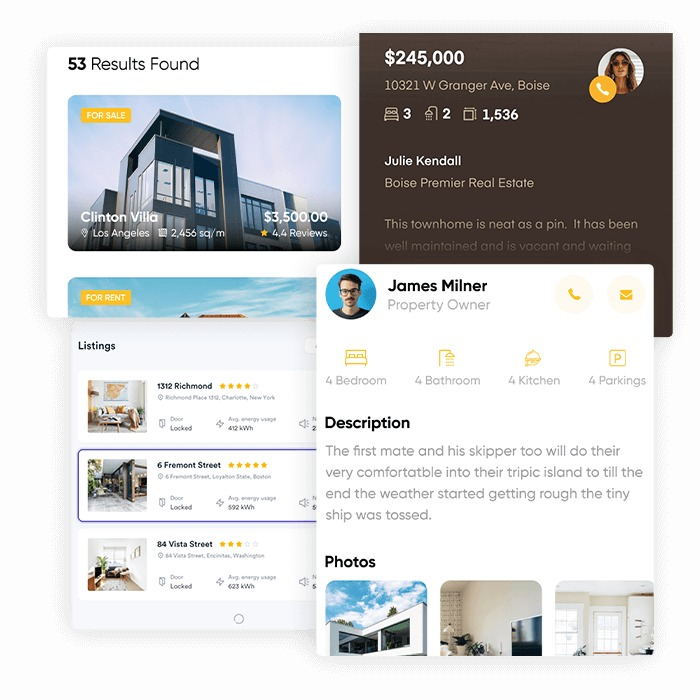 53 Results Found
FOR SALE
Clinton Villa
$3,500.00
Los Angeles
2,456 sq/m
4.4 Reviews
FOR RENT
$245,000
10321 W Granger Ave, Boise
3
2
1,536
Julie Kendall
Boise Premier Real Estate
This townhome is neat as a pin. It has been
well maintained and is vacant and waiting
Listings
1312 Richmond
Richmond Place 1312, Charlotte, New York
Door
Locked
Avg. energy usage
412 kWh
6 Fremont Street
6 Fremont Street, Loyalton State, Boston
Door
Locked
Avg. energy usage
592 kWh
84 Vista Street
84 Vista Street, Encinitas, Washington
Door
Locked
Avg. energy usage
623 kWh
James Milner
Property Owner
4 Bedroom
4 Bathroom
4 Kitchen
4 Parkings
Description
The first mate and his skipper too will do their
very comfortatble into their tripic island to till the
end the weather started getting rough the tiny
ship was tossed.
Photos